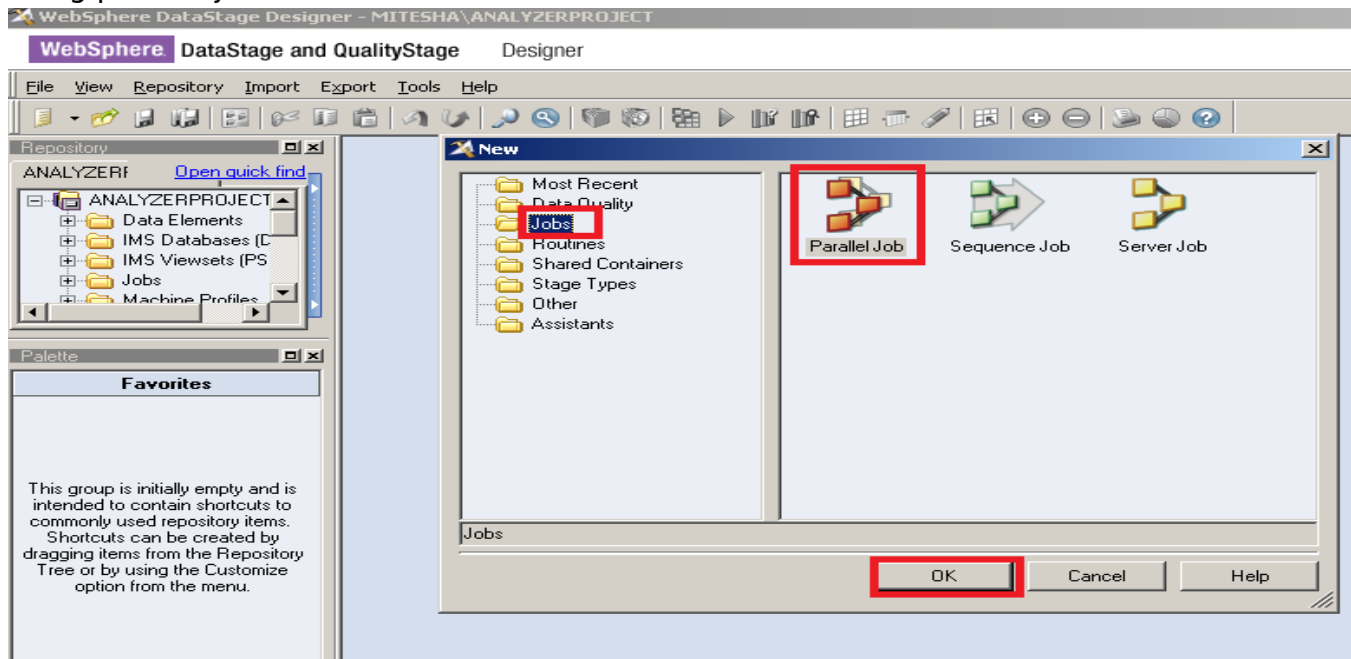 WebSphere DataStage Designer - MITESHA\ANALYZERPROJECT
WebSphere. DataStage and QualityStage Designer
File View Repository Import Export Tools Help
Repository
ANALYZERF Open quick find
ANALYZERPROJECT
Data Elements
IMS Databases (D
IMS Viewsets (PS
Jobs
Machine Profiles
Palette
Favorites
This group is initially empty and is
intended to contain shortcuts to
commonly used repository items.
Shortcuts can be created by
dragging items from the Repository
Tree or by using the Customize
option from the menu.
New
Most Recent
Data Quality
Jobs
Routines
Shared Containers
Stage Types
Other
Assistants
Parallel Job Sequence Job Server Job
Jobs
OK Cancel Help